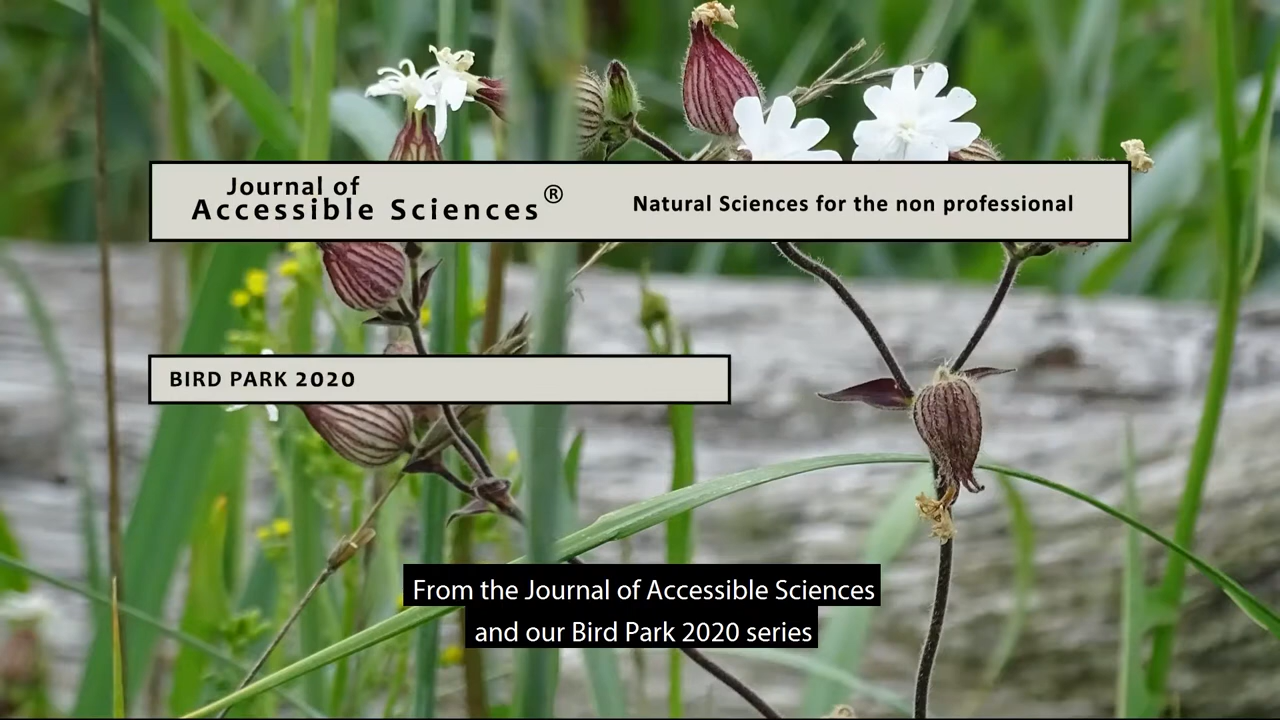 Journal of
Accessible Sciences®
Natural Sciences for the non professional
BIRD PARK 2020
From the Journal of Accessible Sciences
and our Bird Park 2020 series